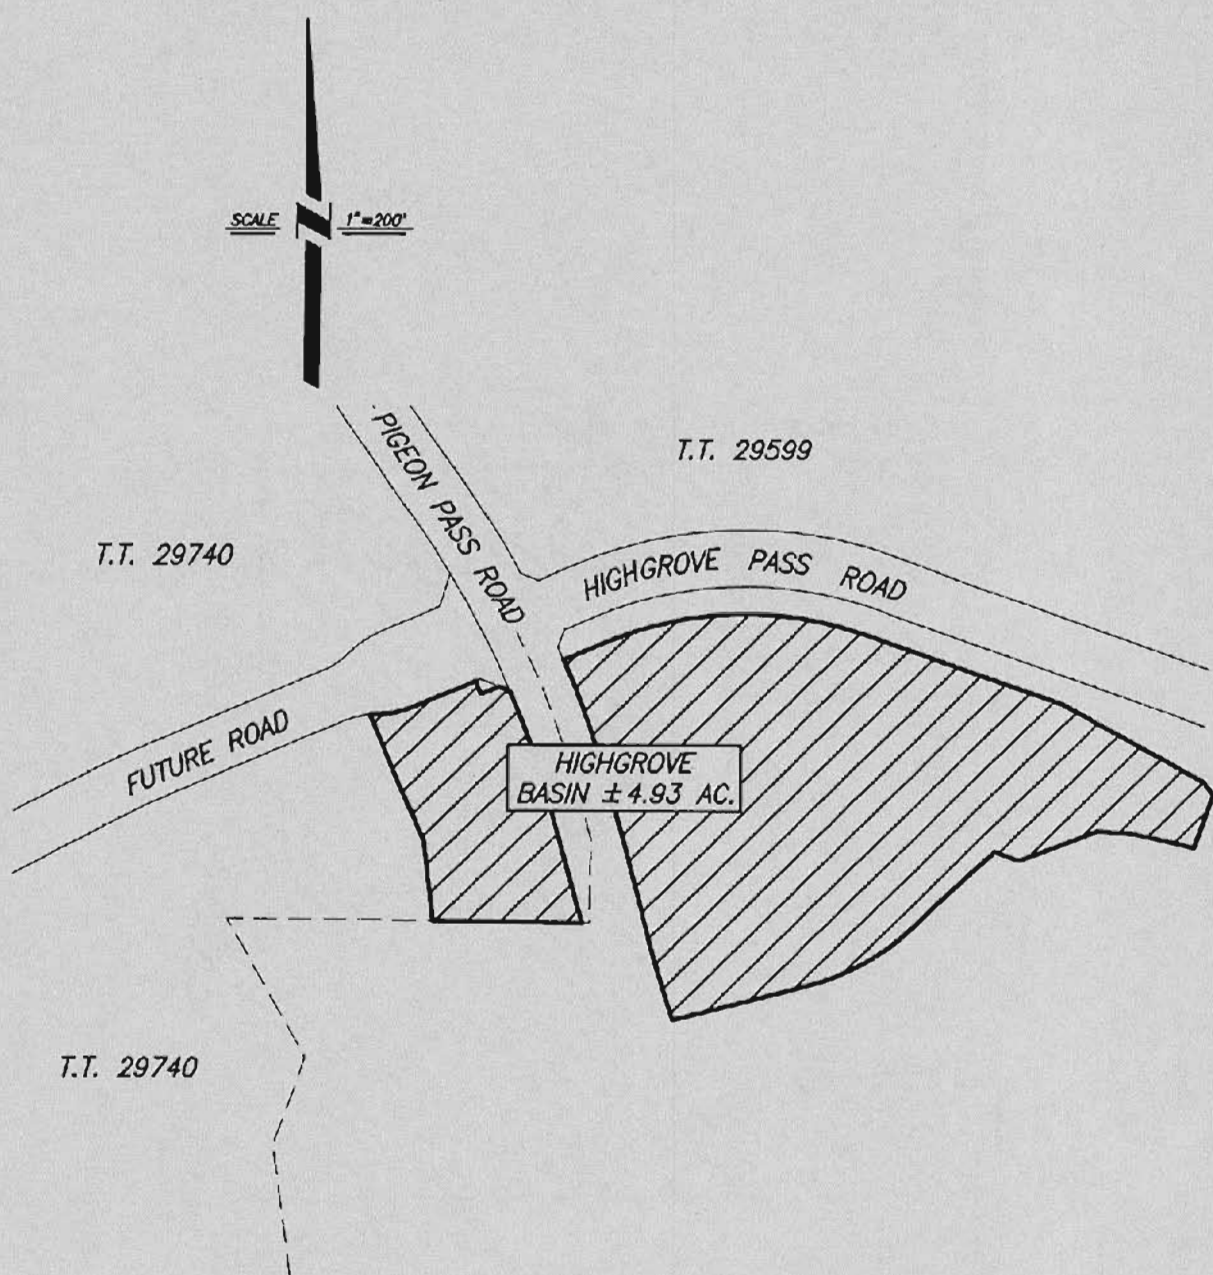 SCALE 1"=200'
PIGEON PASS ROAD
T.T. 29599
T.T. 29740
HIGHGROVE PASS ROAD
FUTURE ROAD
HIGHGROVE
BASIN ±4.93 AC.
T.T. 29740